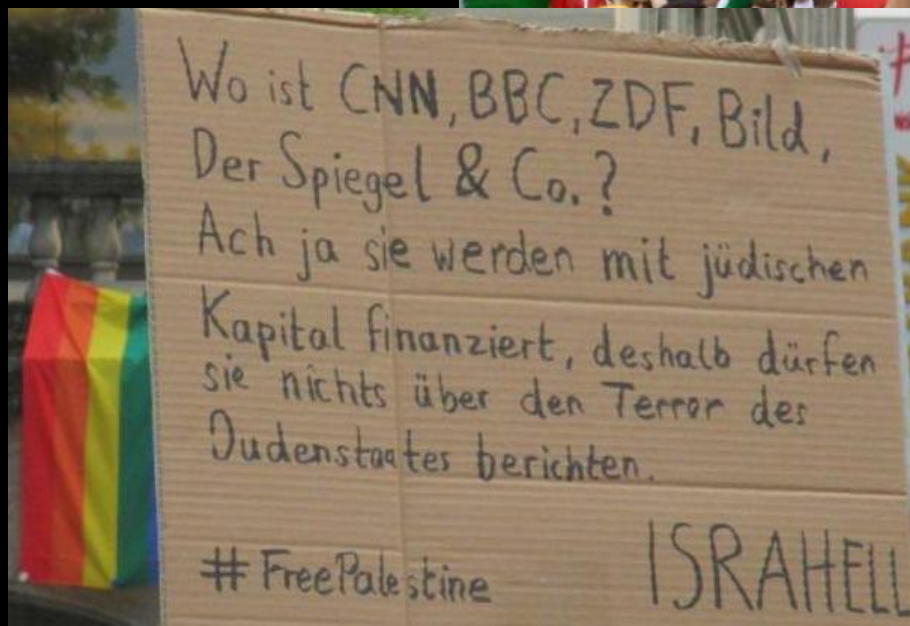 Wo ist CNN, BBC, ZDF, Bild,
Der Spiegel & Co.?
Ach ja sie werden mit jüdischen
Kapital finanziert, deshalb dürfen
sie nichts über den Terror des
Judenstaates berichten.
#FreePalestine ISRAHELL